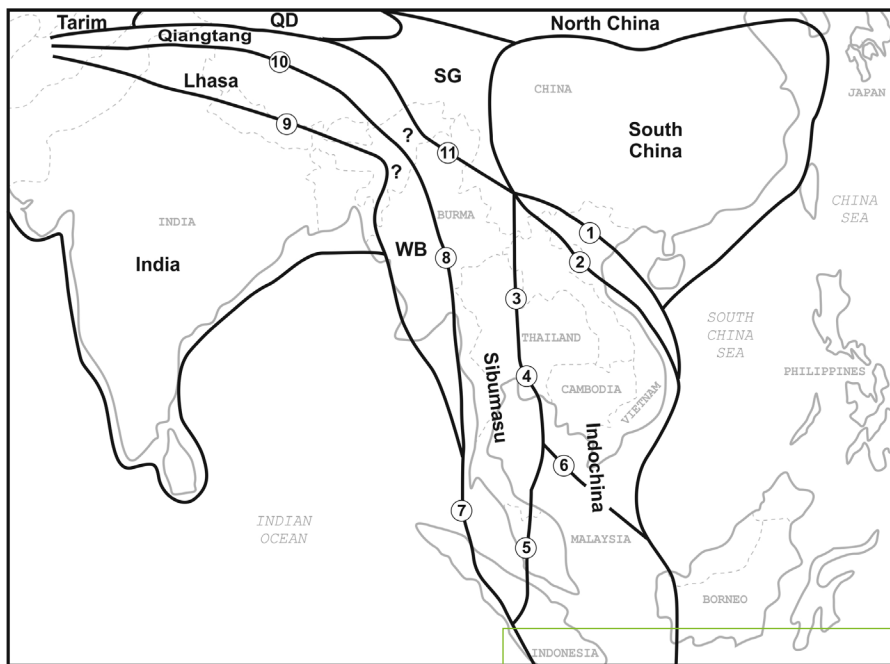 Tarim
QD
North China
Qiangtang
10
Lhasa
SG
CHINA
JAPAN
9
?
11
South
China
?
INDIA
BURMA
CHINA
SEA
1
India
WB
8
2
3
SOUTH
CHINA
SEA
THAILAND
Sibumasu
4
CAMBODIA
VIETNAM
PHILIPPINES
Indochina
6
7
INDIAN
OCEAN
MALAYSIA
5
BORNEO
INDONESIA